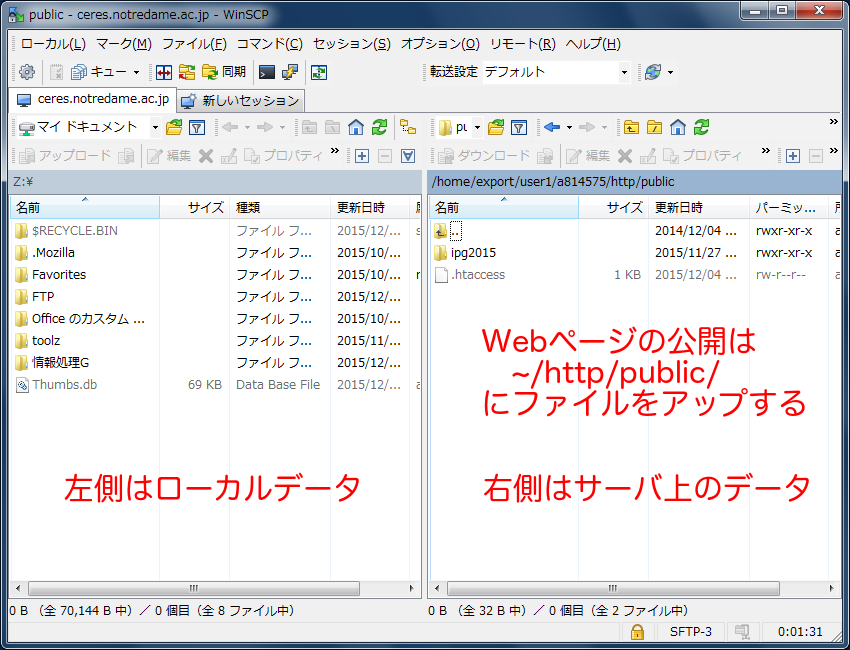 public - ceres.notredame.ac.jp - WinSCP
ローカル(L) マーク(M) ファイル(F) コマンド(C) セッション(S) オプション(O) リモート(R) ヘルプ(H)
キュー 同期 転送設定 デフォルト
ceres.notredame.ac.jp 新しいセッション
マイ ドキュメント
アップロード 編集 プロパティ »
pu »
ダウンロード 編集 プロパティ » »
Z:¥
名前 サイズ 種類 更新日時
$RECYCLE.BIN ファイル フ... 2015/12/...
.Mozilla ファイル フ... 2015/10/...
Favorites ファイル フ... 2015/10/...
FTP ファイル フ... 2015/12/...
Office のカスタム ... ファイル フ... 2015/10/...
toolz ファイル フ... 2015/11/...
情報処理G ファイル フ... 2015/12/...
Thumbs.db 69 KB Data Base File 2015/12/...
左側はローカルデータ
0 B （全 70,144 B 中）／ 0 個目（全 8 ファイル中）
/home/export/user1/a814575/http/public
名前 サイズ 更新日時 パーミッ...
.. 2014/12/04 ... rwxr-xr-x
ipg2015 2015/11/27 ... rwxr-xr-x
.htaccess 1 KB 2015/12/04 ... rw-r--r--
Webページの公開は
~/http/public/
にファイルをアップする
右側はサーバ上のデータ
0 B （全 32 B 中）／ 0 個目（全 2 ファイル中）
SFTP-3 0:01:31